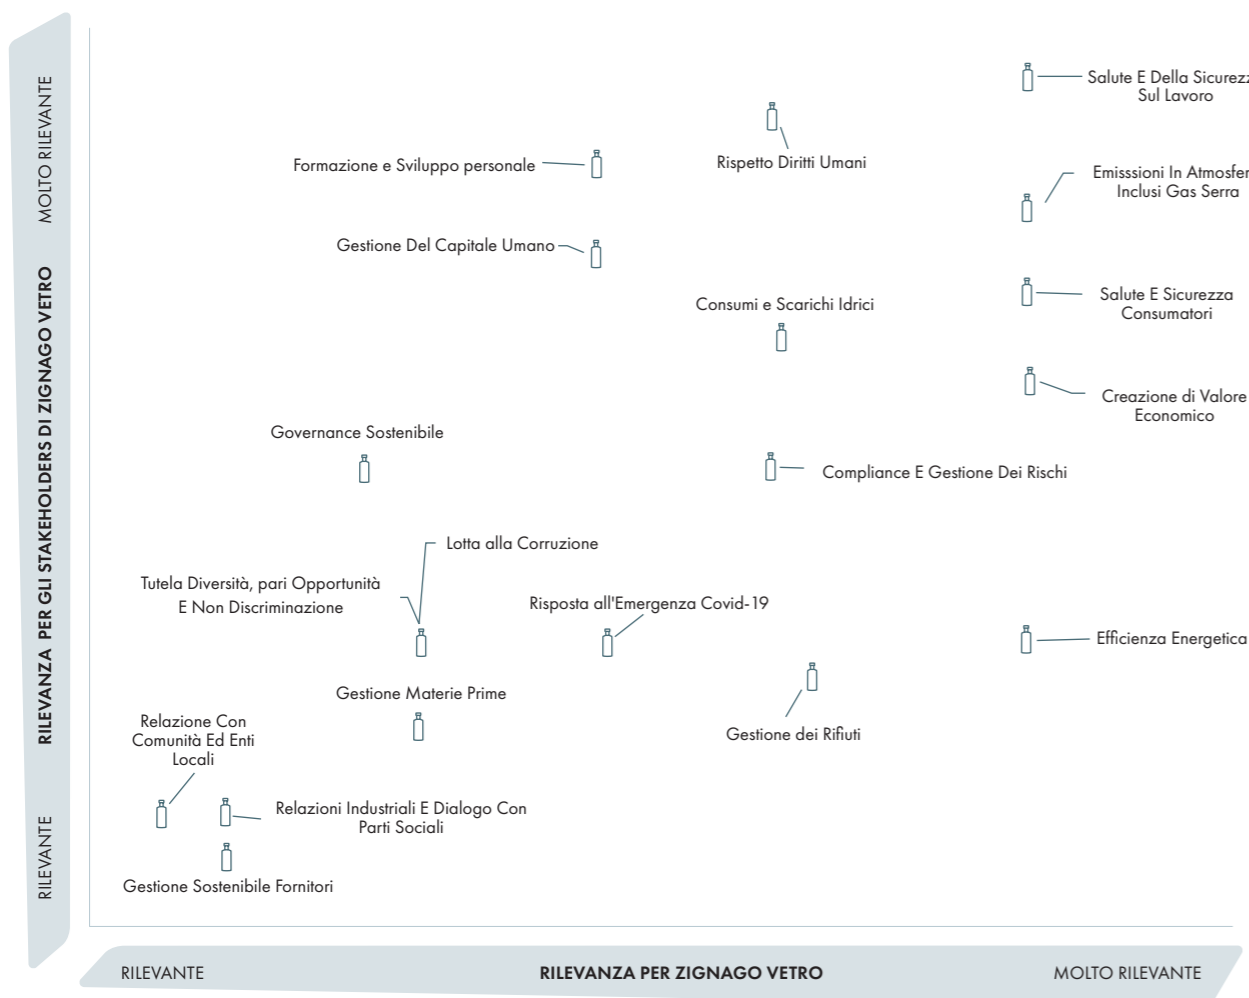 MOLTO RILEVANTE
RILEVANZA PER GLI STAKEHOLDERS DI ZIGNAGO VETRO
RILEVANTE
Salute E Della Sicurezz
Sul Lavoro
Rispetto Diritti Umani
Formazione e Sviluppo personale
Emisssioni In Atmosfer
Inclusi Gas Serra
Gestione Del Capitale Umano
Consumi e Scarichi Idrici
Salute E Sicurezza
Consumatori
Creazione di Valore
Economico
Governance Sostenibile
Compliance E Gestione Dei Rischi
Lotta alla Corruzione
Tutela Diversità, pari Opportunità
E Non Discriminazione
Risposta all'Emergenza Covid-19
Efficienza Energetica
Gestione Materie Prime
Gestione dei Rifiuti
Relazione Con
Comunità Ed Enti
Locali
Relazioni Industriali E Dialogo Con
Parti Sociali
Gestione Sostenibile Fornitori
RILEVANTE
RILEVANZA PER ZIGNAGO VETRO
MOLTO RILEVANTE